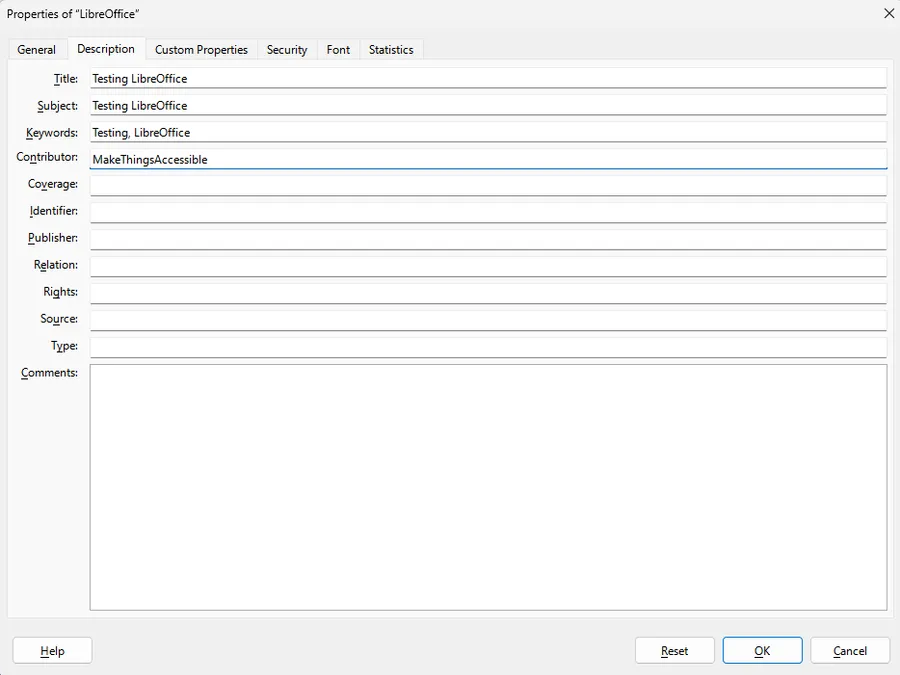 Properties of “LibreOffice”
General Description Custom Properties Security Font Statistics
Title: Testing LibreOffice
Subject: Testing LibreOffice
Keywords: Testing, LibreOffice
Contributor: MakeThingsAccessible
Coverage:
Identifier:
Publisher:
Relation:
Rights:
Source:
Type:
Comments:
Help Reset OK Cancel